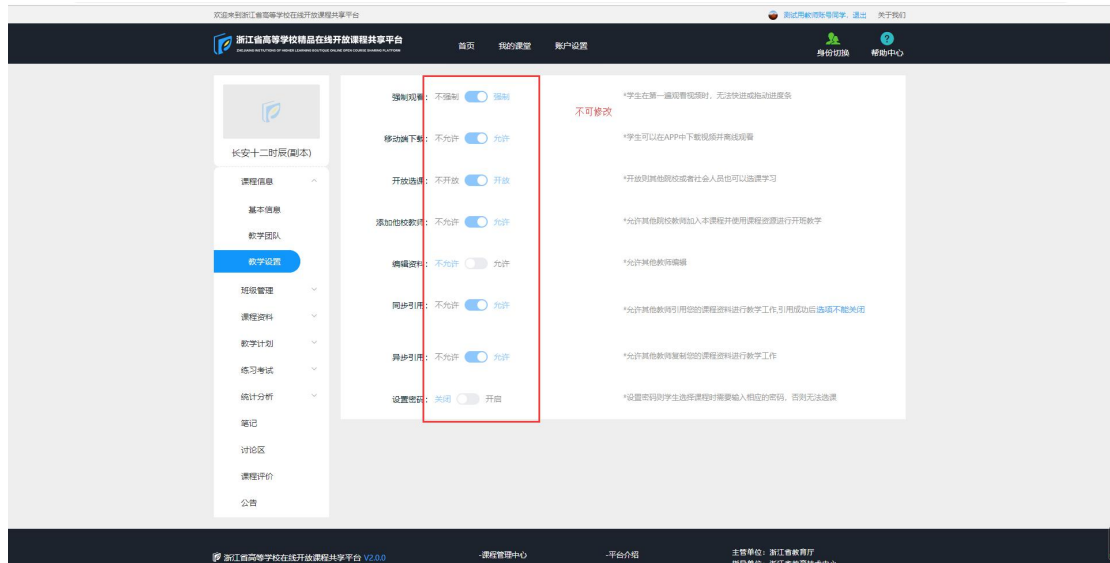 欢迎来到浙江省高等学校在线开放课程共享平台
测试用教师账号同学，退出 关于我们
浙江省高等学校精品在线开放课程共享平台
首页 我的课堂 账户设置
身份切换 帮助中心
长安十二时辰(副本)
课程信息
基本信息
教学团队
教学设置
班级管理
课程资料
教学计划
练习考试
统计分析
笔记
讨论区
课程评价
公告
强制观看： 不强制 强制 *学生在第一遍观看视频时，无法快进或拖动进度条
不可修改
移动端下载： 不允许 允许 *学生可以在APP中下载视频并离线观看
开放选课： 不开放 开放 *开放则其他院校或者社会人员也可以选课学习
添加他校教师： 不允许 允许 *允许其他院校教师加入本课程并使用课程资源进行开班教学
编辑资料： 不允许 允许 *允许其他教师编辑
同步引用： 不允许 允许 *允许其他教师引用您的课程资料进行教学工作,引用成功后选项不能关闭
异步引用： 不允许 允许 *允许其他教师复制您的课程资料进行教学工作
设置密码： 关闭 开启 *设置密码则学生选择课程时需要输入相应的密码，否则无法选课
浙江省高等学校在线开放课程共享平台 V2.0.0
-课程管理中心
-平台介绍
主管单位：浙江省教育厅